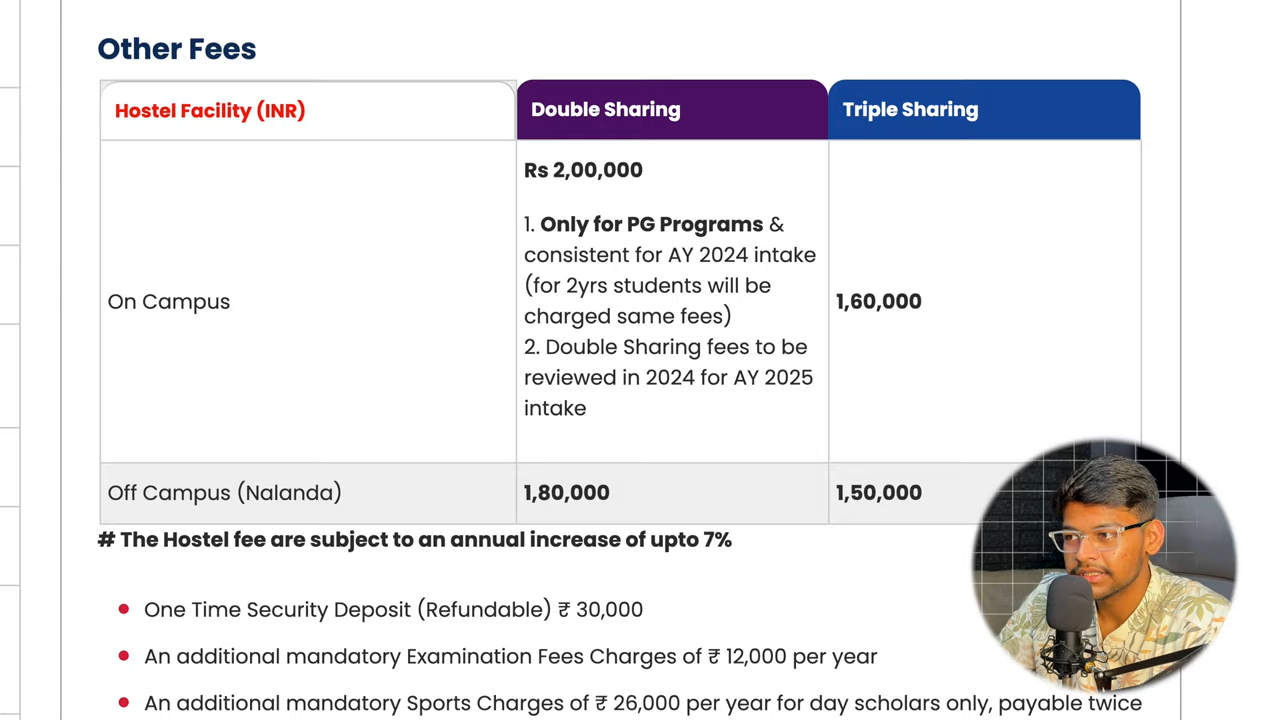 Other Fees
Hostel Facility (INR)
Double Sharing
Triple Sharing
On Campus
Rs 2,00,000
1. Only for PG Programs &
consistent for AY 2024 intake
(for 2yrs students will be
charged same fees)
2. Double Sharing fees to be
reviewed in 2024 for AY 2025
intake
1,60,000
Off Campus (Nalanda)
1,80,000
1,50,000
# The Hostel fee are subject to an annual increase of upto 7%
One Time Security Deposit (Refundable) ₹ 30,000
An additional mandatory Examination Fees Charges of ₹ 12,000 per year
An additional mandatory Sports Charges of ₹ 26,000 per year for day scholars only, payable twice